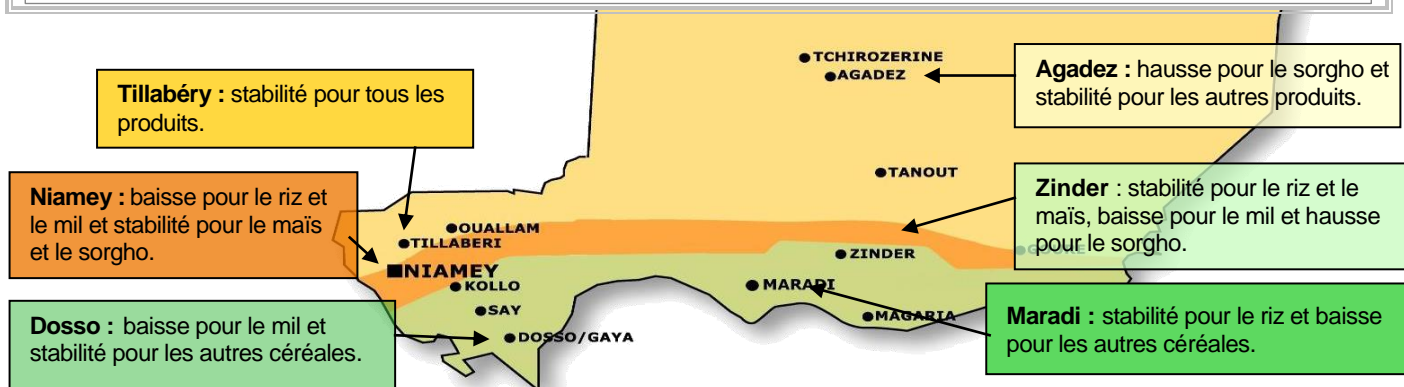 TCHIROZERINE
AGADEZ
Agadez : hausse pour le sorgho et
stabilité pour les autres produits.
Tillabéry : stabilité pour tous les
produits.
TANOUT
Niamey : baisse pour le riz et
le mil et stabilité pour le maïs
et le sorgho.
Zinder : stabilité pour le riz et le
maïs, baisse pour le mil et hausse
pour le sorgho.
OUALLAM
TILLABERI
ZINDER
GOURE
NIAMEY
KOLLO
MARADI
SAY
MAGARIA
Maradi : stabilité pour le riz et baisse
pour les autres céréales.
Dosso : baisse pour le mil et
stabilité pour les autres céréales.
DOSSO/GAYA